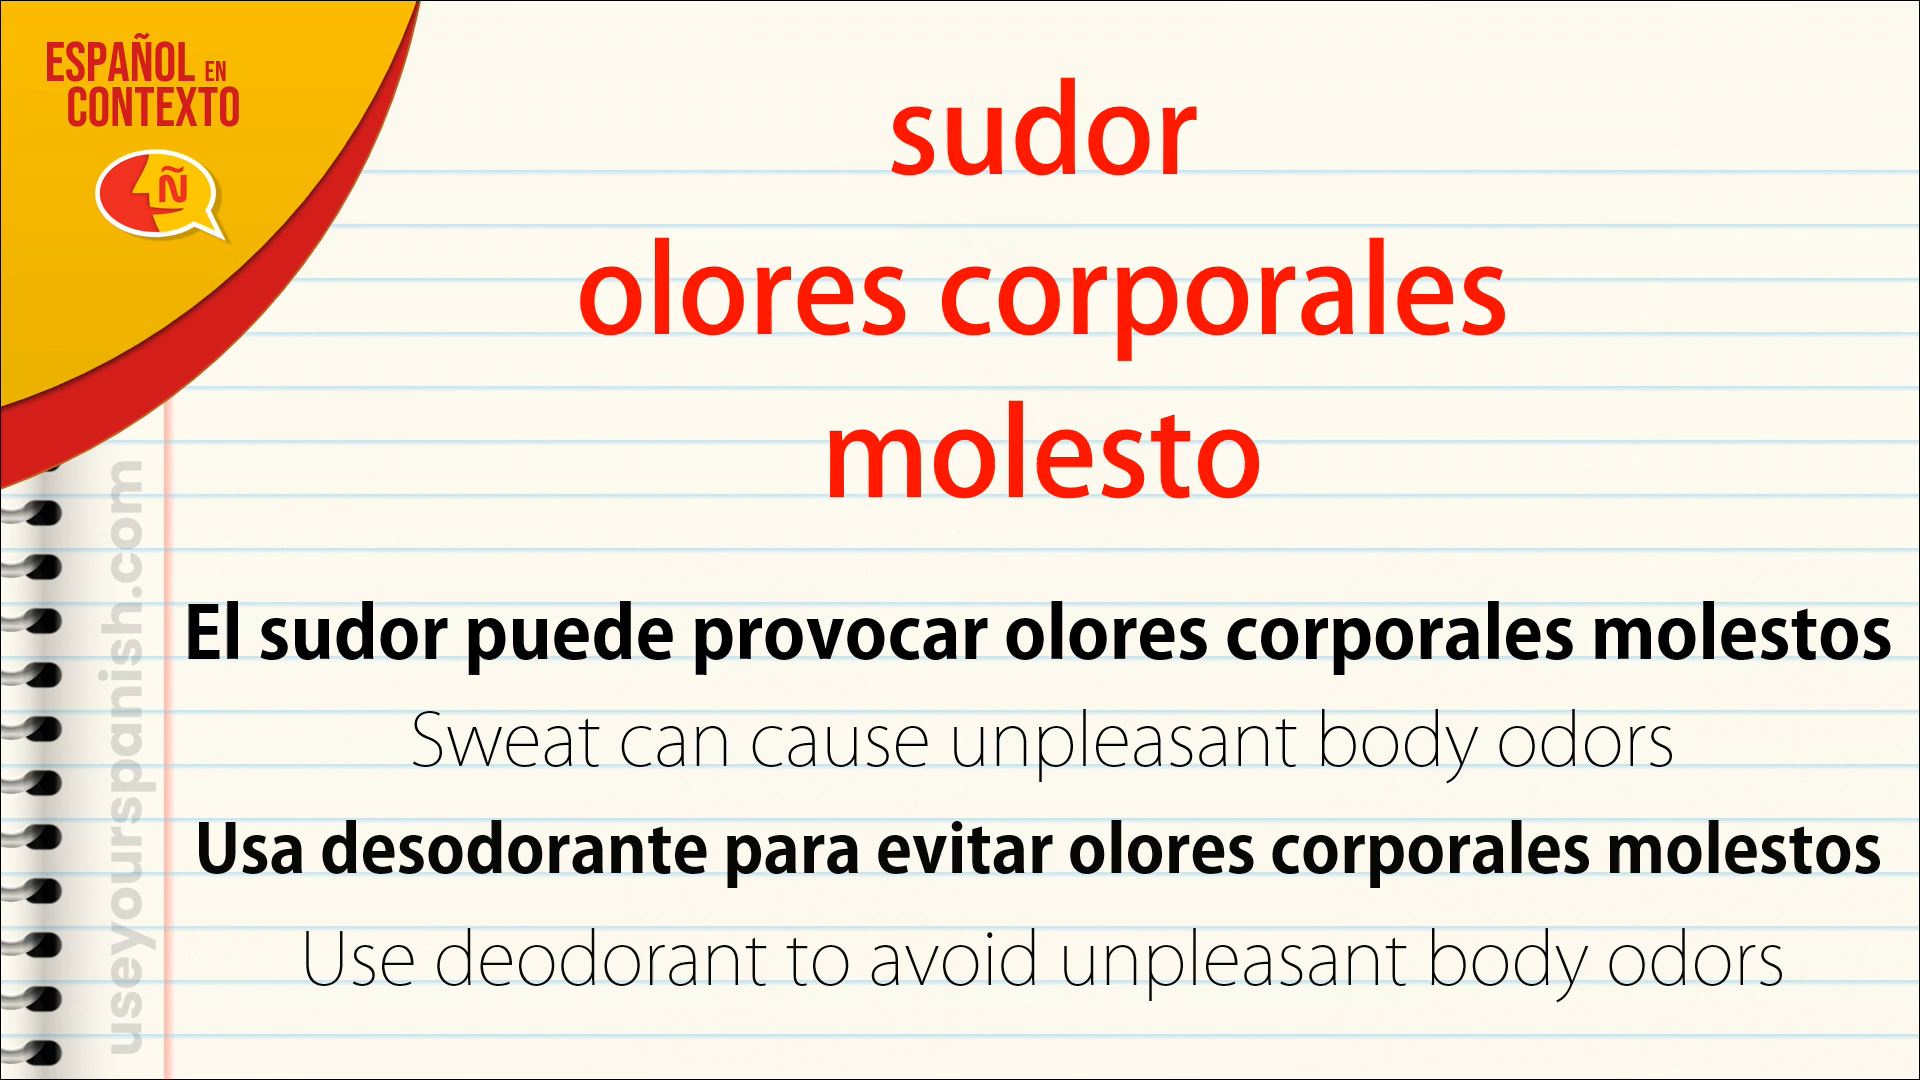 ESPAÑOL EN
CONTEXTO
Ñ
sudor
olores corporales
molesto
El sudor puede provocar olores corporales molestos
Sweat can cause unpleasant body odors
Usa desodorante para evitar olores corporales molestos
Use deodorant to avoid unpleasant body odors
useyourspanish.com